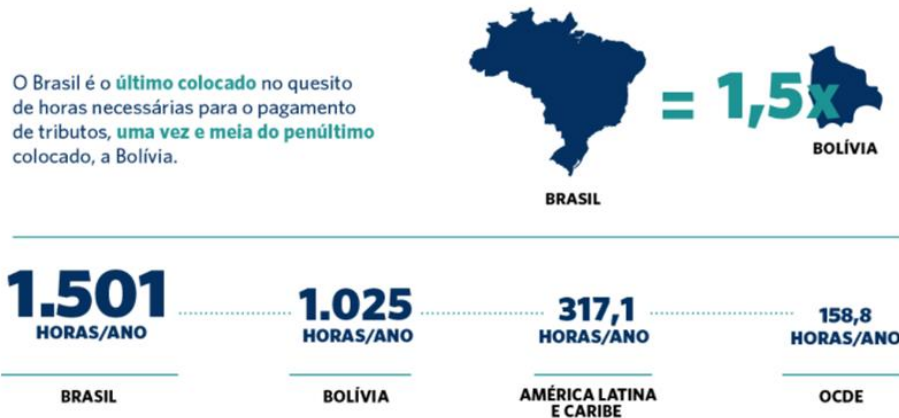 O Brasil é o último colocado no quesito
de horas necessárias para o pagamento
de tributos, uma vez e meia do penúltimo
colocado, a Bolívia.
= 1,5x
BRASIL
BOLÍVIA
1.501
HORAS/ANO
BRASIL
1.025
HORAS/ANO
BOLÍVIA
317,1
HORAS/ANO
AMÉRICA LATINA
E CARIBE
158,8
HORAS/ANO
OCDE